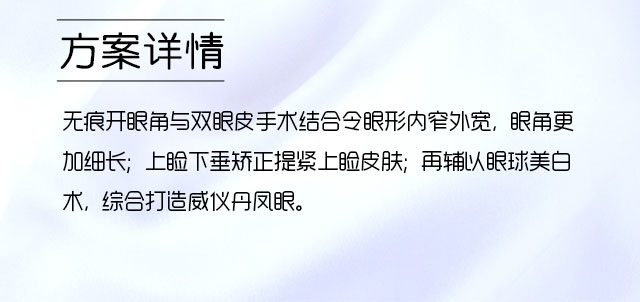 方案详情
无痕开眼角与双眼皮手术结合令眼形内窄外宽，眼角更
加细长；上睑下垂矫正提紧上睑皮肤；再辅以眼球美白
术，综合打造威仪丹凤眼。